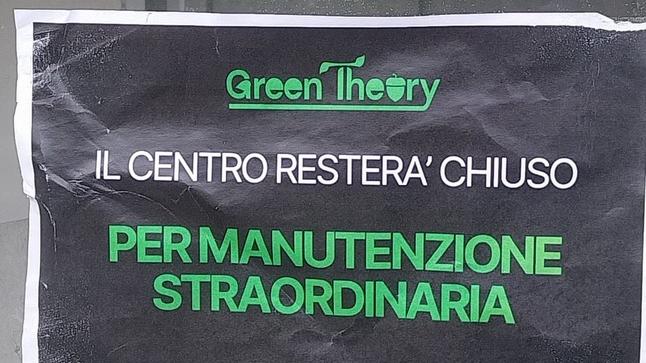 Green Theory
IL CENTRO RESTERA' CHIUSO
PER MANUTENZIONE
STRAORDINARIA